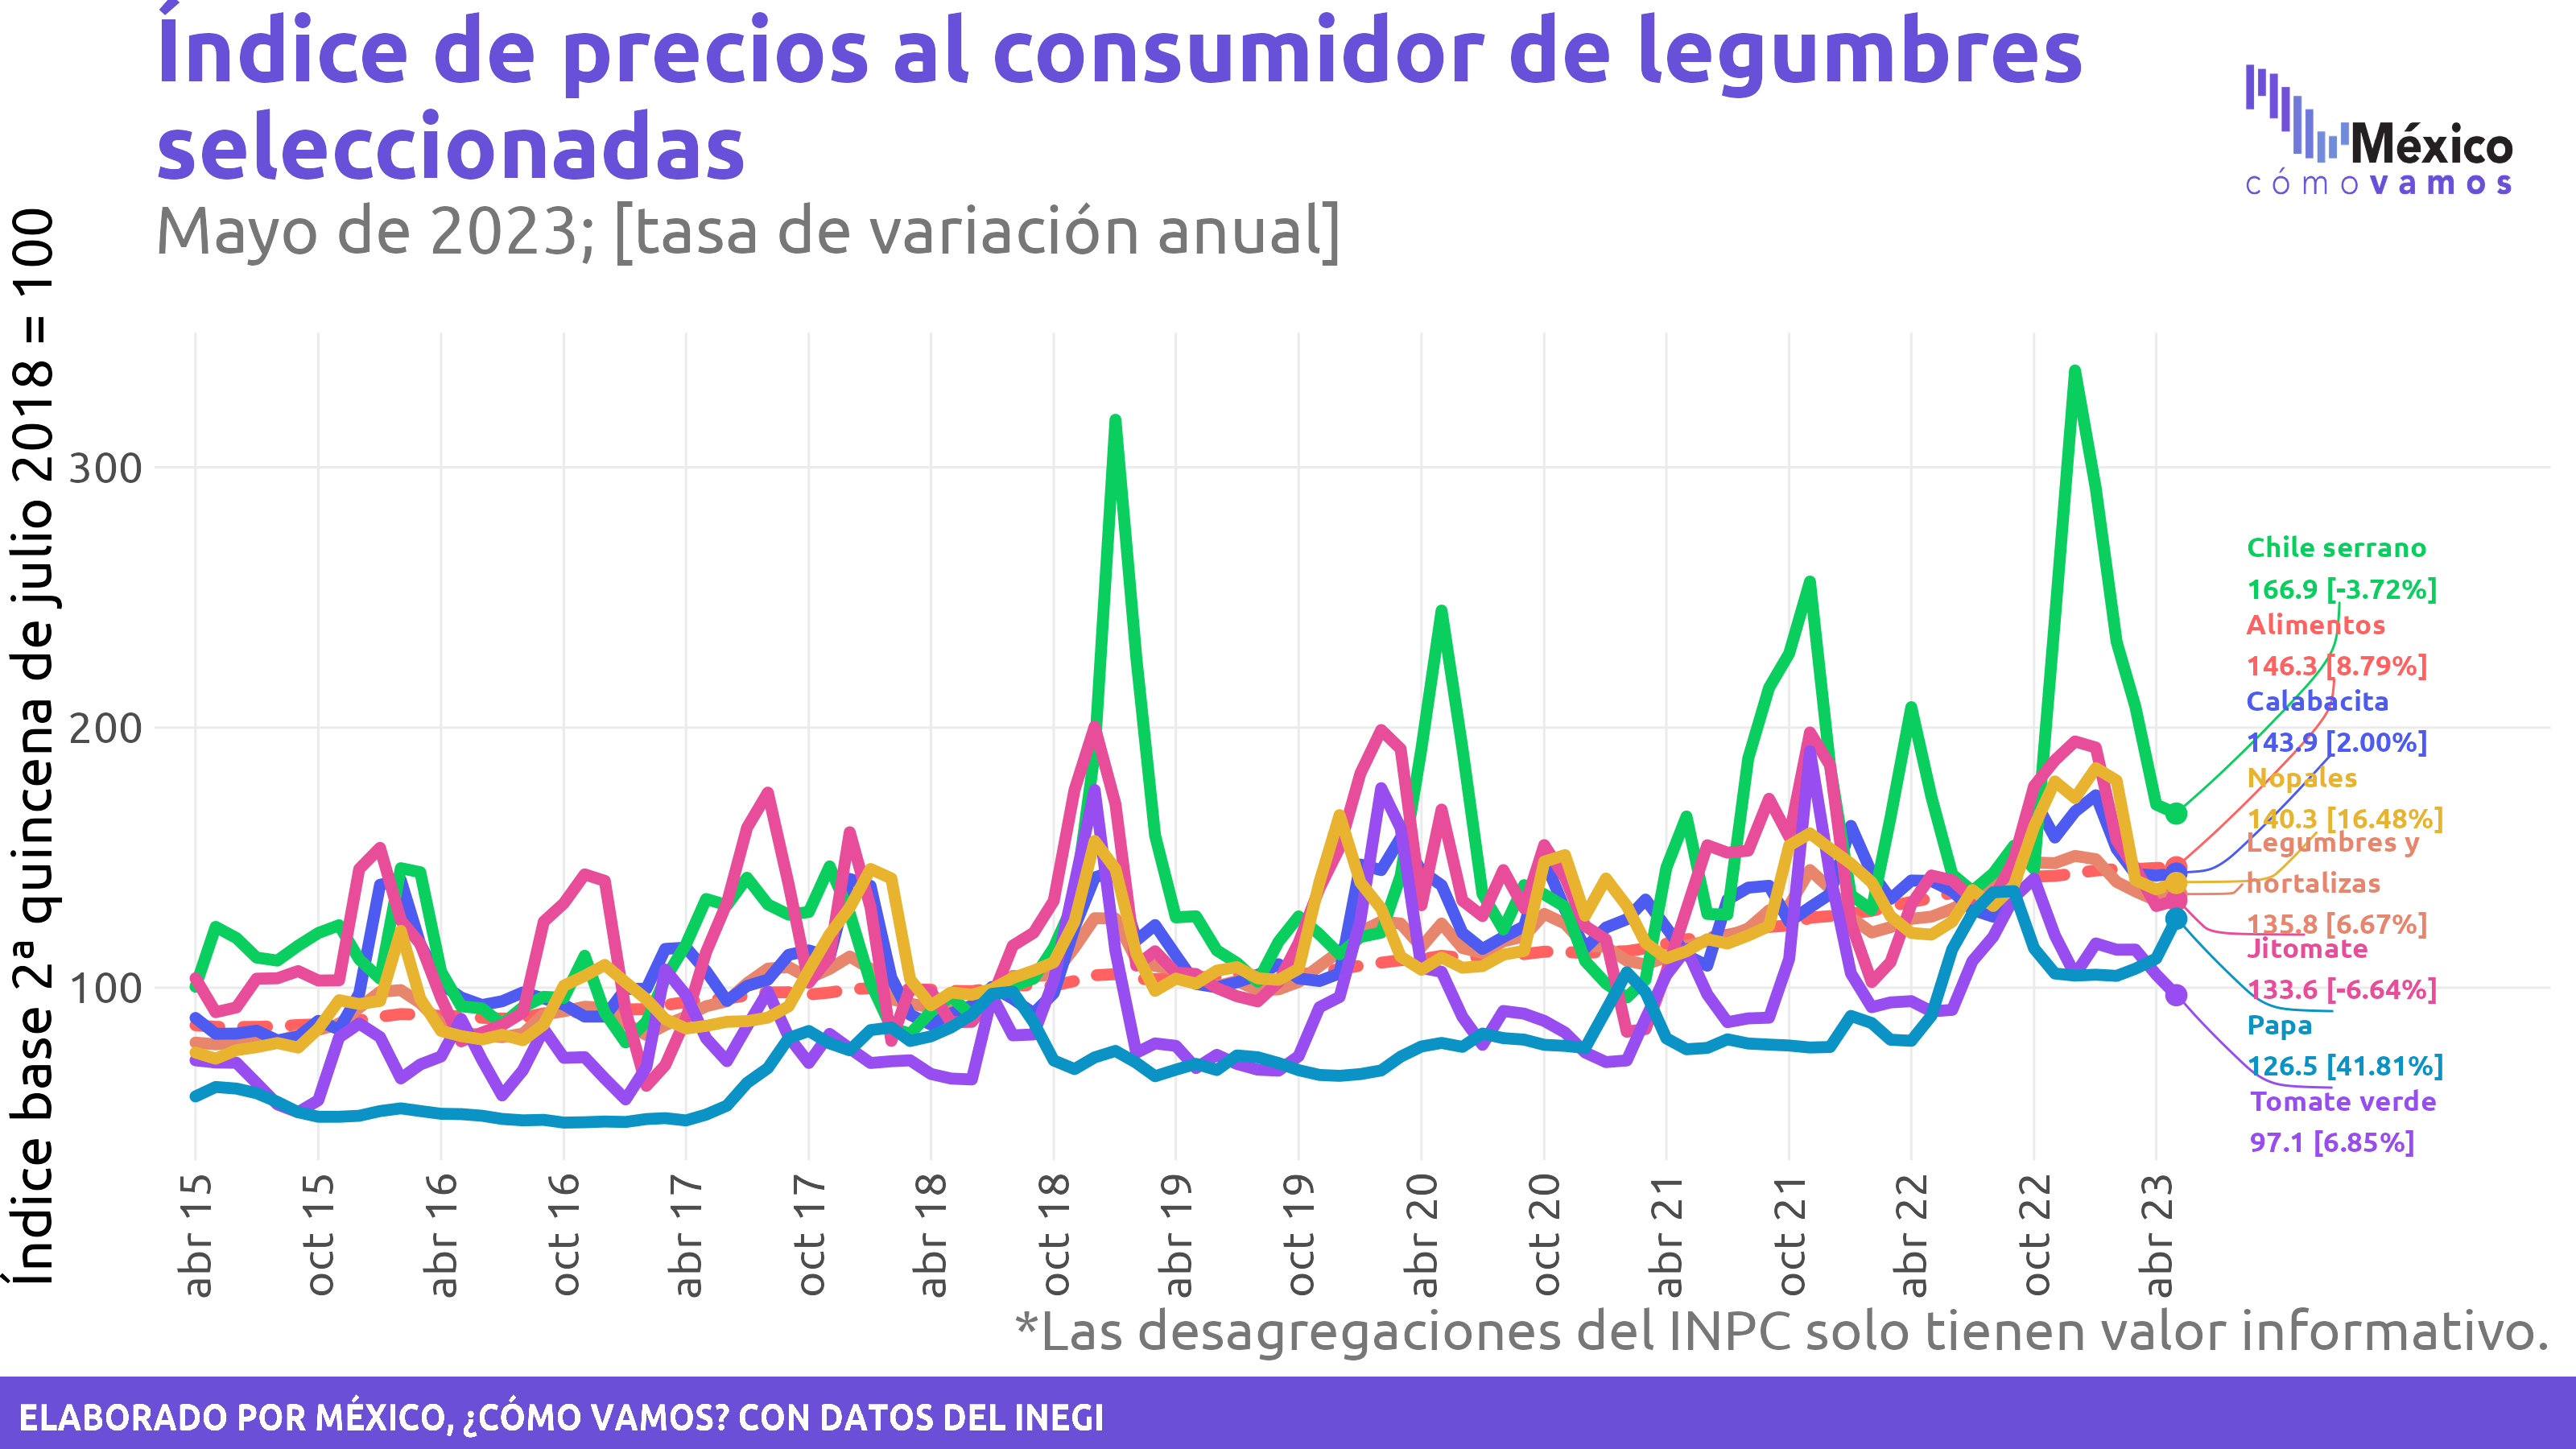 Índice de precios al consumidor de legumbres
seleccionadas
Mayo de 2023; [tasa de variación anual]
México
cómo vamos
Índice base 2ª quincena de julio 2018 = 100
300
200
100
Chile serrano
166.9 [-3.72%]
Alimentos
146.3 [8.79%]
Calabacita
143.9 [2.00%]
Nopales
140.3 [16.48%]
Legumbres y
hortalizas
135.8 [6.67%]
Jitomate
133.6 [-6.64%]
Papa
126.5 [41.81%]
Tomate verde
97.1 [6.85%]
abr 15
oct 15
abr 16
oct 16
abr 17
oct 17
abr 18
oct 18
abr 19
oct 19
abr 20
oct 20
abr 21
oct 21
abr 22
oct 22
abr 23
*Las desagregaciones del INPC solo tienen valor informativo.
ELABORADO POR MÉXICO, ¿CÓMO VAMOS? CON DATOS DEL INEGI